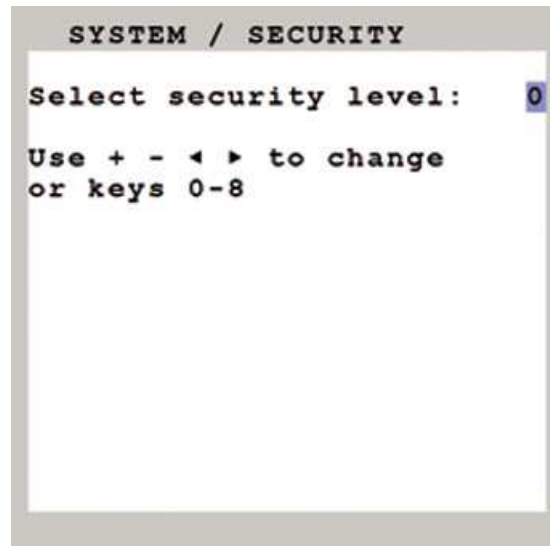 SYSTEM / SECURITY
Select security level: 0
Use + - ◄ ► to change
or keys 0-8